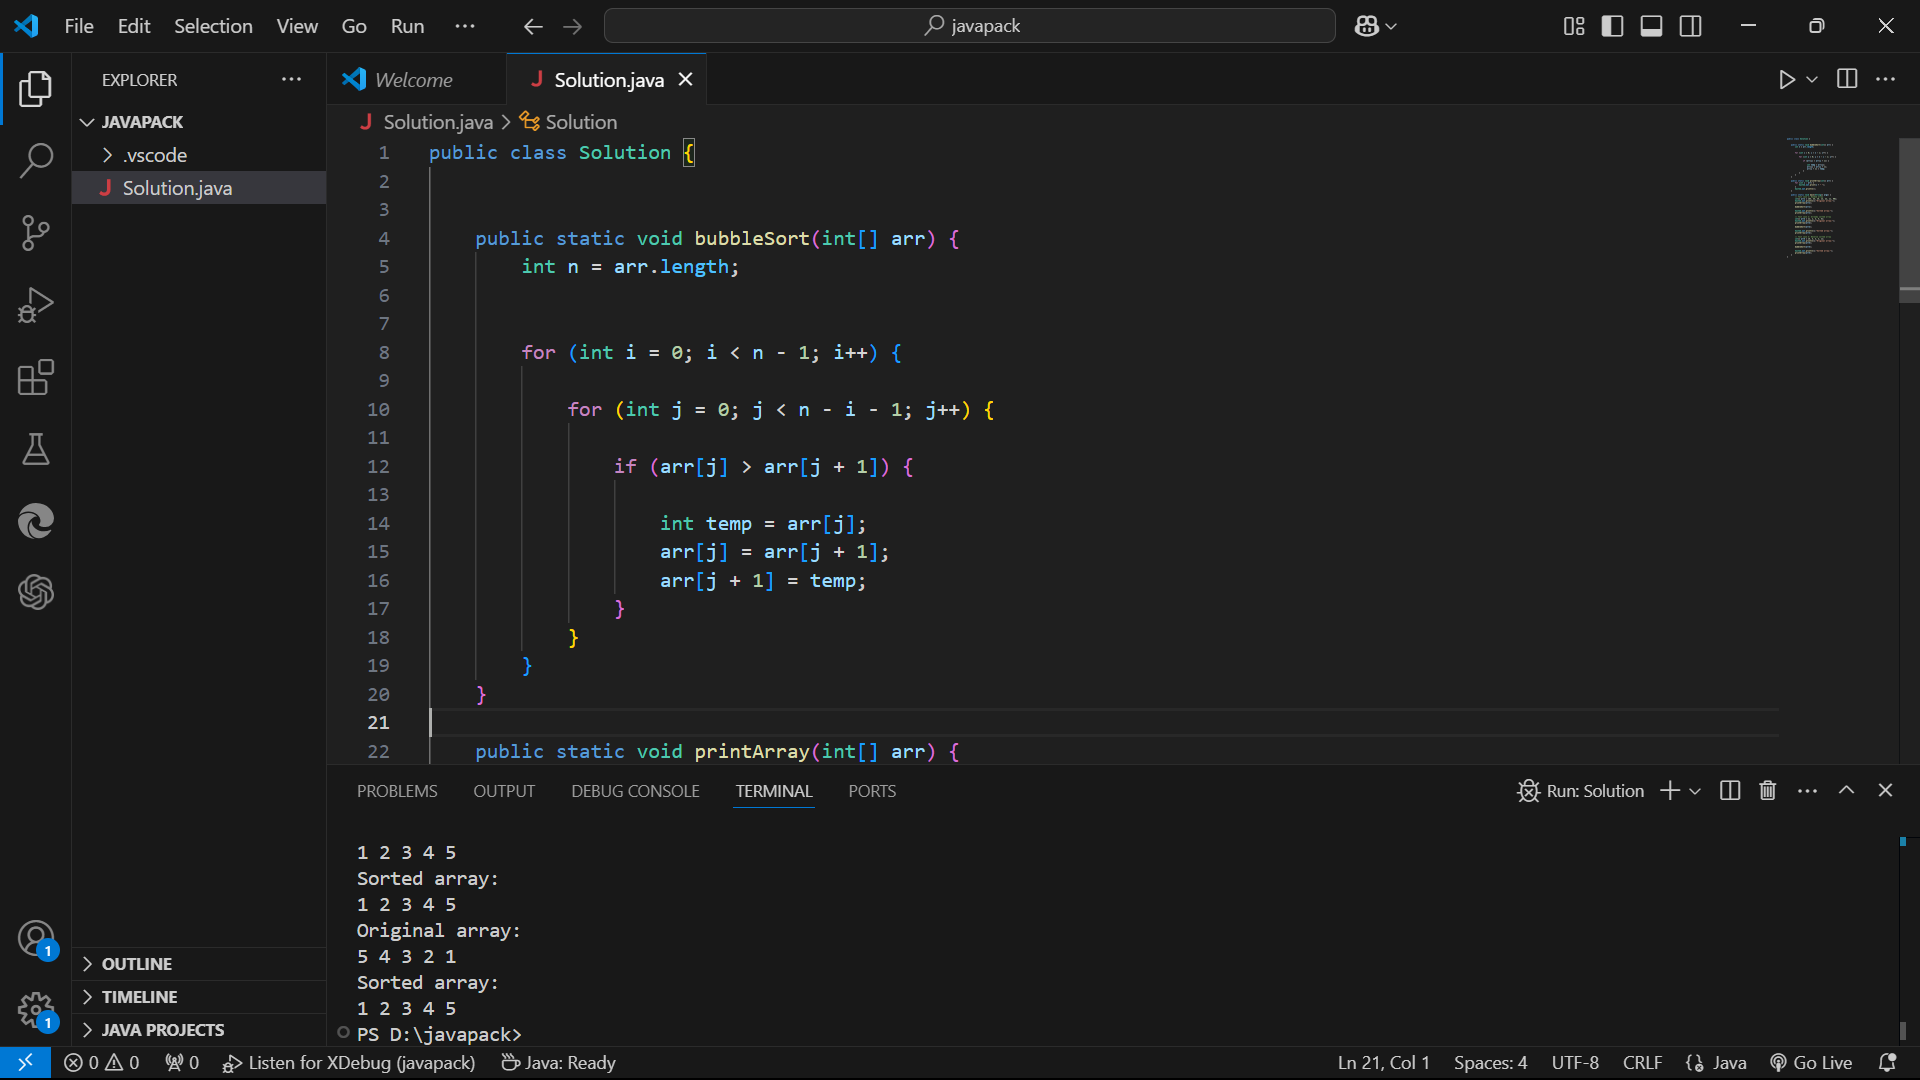 File Edit Selection View Go Run ··· javapack
EXPLORER ···
JAVAPACK
.vscode
J Solution.java
Welcome
J Solution.java
J Solution.java > Solution
1 public class Solution {
2
3
4 public static void bubbleSort(int[] arr) {
5 int n = arr.length;
6
7
8 for (int i = 0; i < n - 1; i++) {
9
10 for (int j = 0; j < n - i - 1; j++) {
11
12 if (arr[j] > arr[j + 1]) {
13
14 int temp = arr[j];
15 arr[j] = arr[j + 1];
16 arr[j + 1] = temp;
17 }
18 }
19 }
20 }
21
22 public static void printArray(int[] arr) {
PROBLEMS OUTPUT DEBUG CONSOLE TERMINAL PORTS Run: Solution
1 2 3 4 5
Sorted array:
1 2 3 4 5
Original array:
5 4 3 2 1
Sorted array:
1 2 3 4 5
PS D:\javapack>
1
1
OUTLINE
TIMELINE
JAVA PROJECTS
0 0 0 Listen for XDebug (javapack) Java: Ready Ln 21, Col 1 Spaces: 4 UTF-8 CRLF Java Go Live